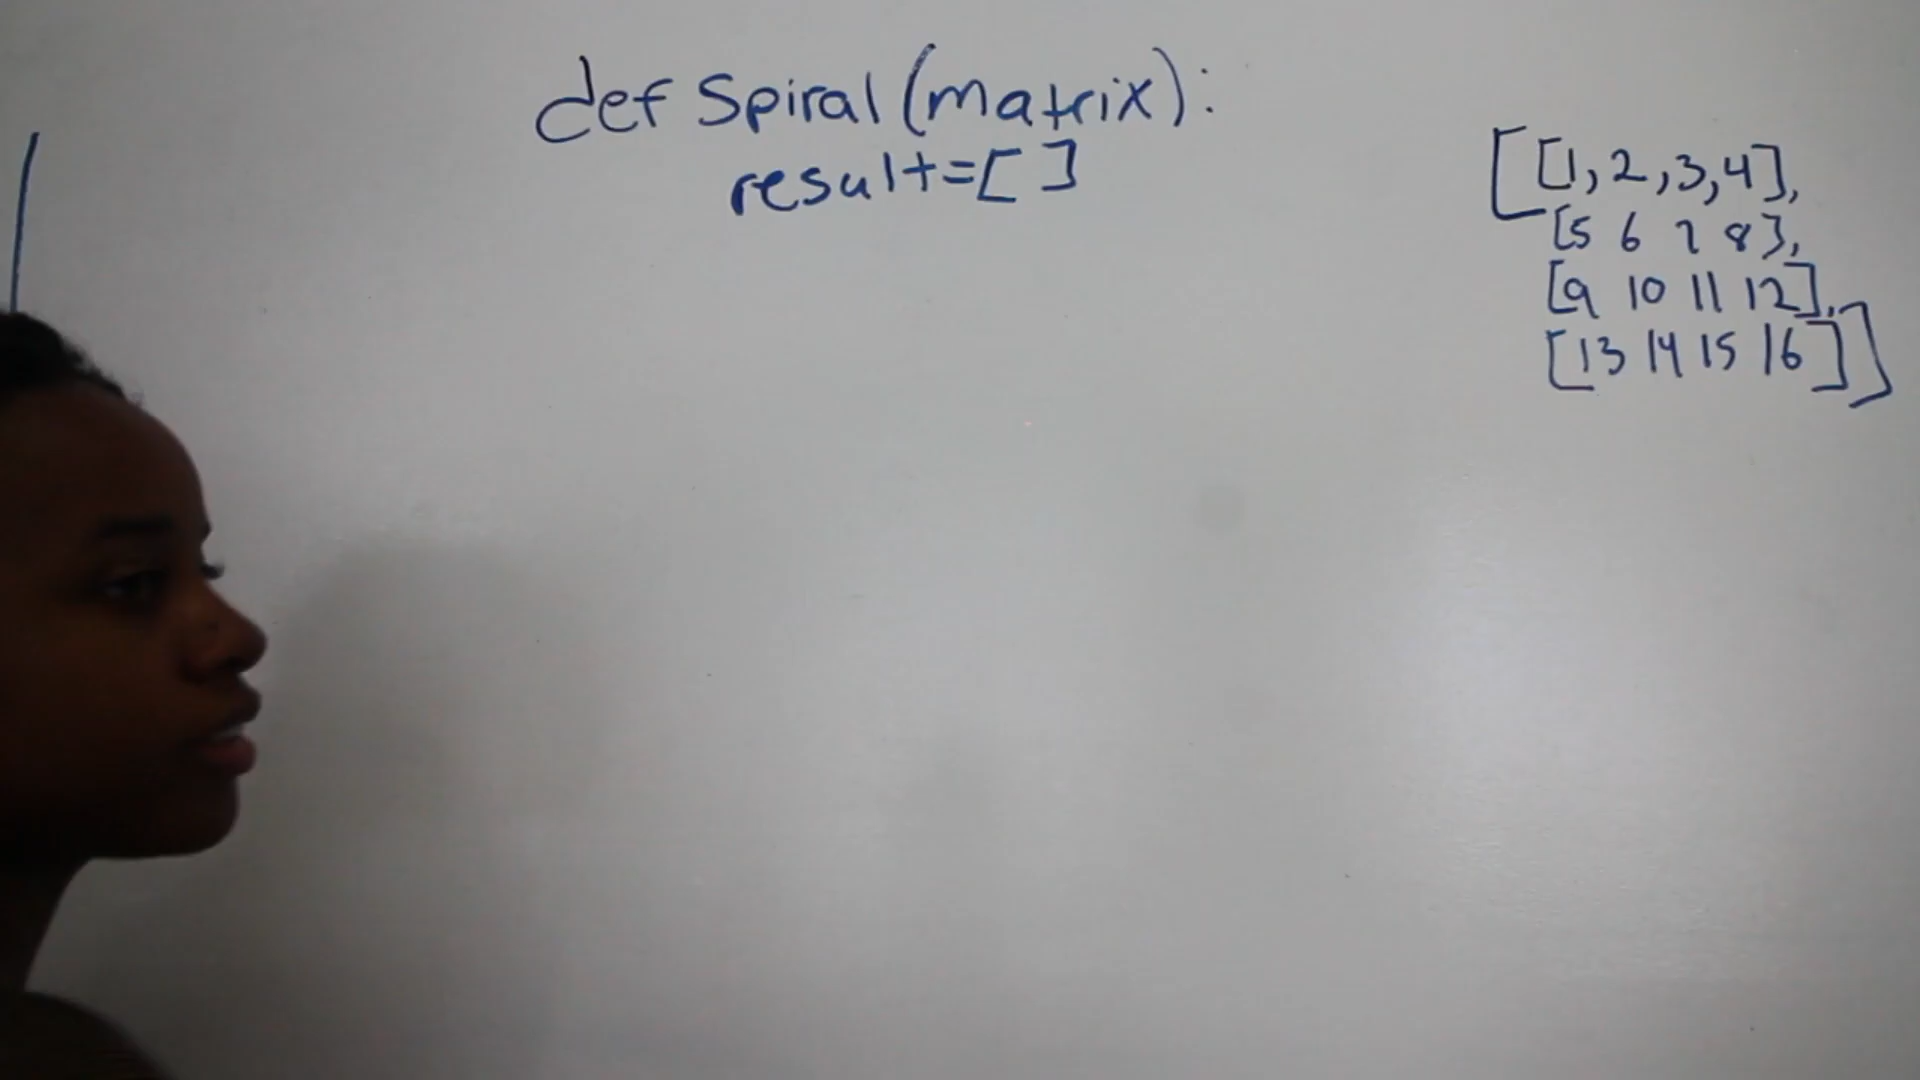 def Spiral(matrix):
result=[ ]
[[1,2,3,4],
[5 6 7 8],
[9 10 11 12],
[13 14 15 16]]